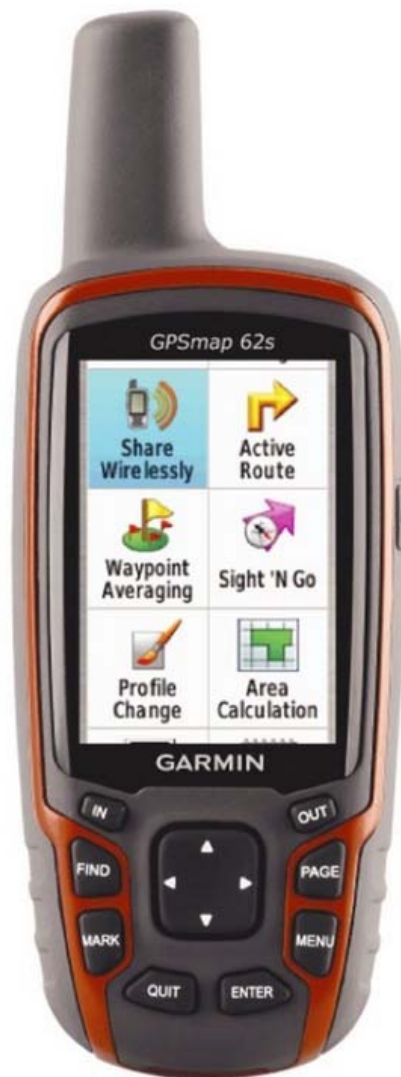 GPSmap 62s
Share
Wirelessly
Active
Route
Waypoint
Averaging
Sight 'N Go
Profile
Change
Area
Calculation
GARMIN
IN
OUT
FIND
PAGE
MARK
MENU
QUIT
ENTER